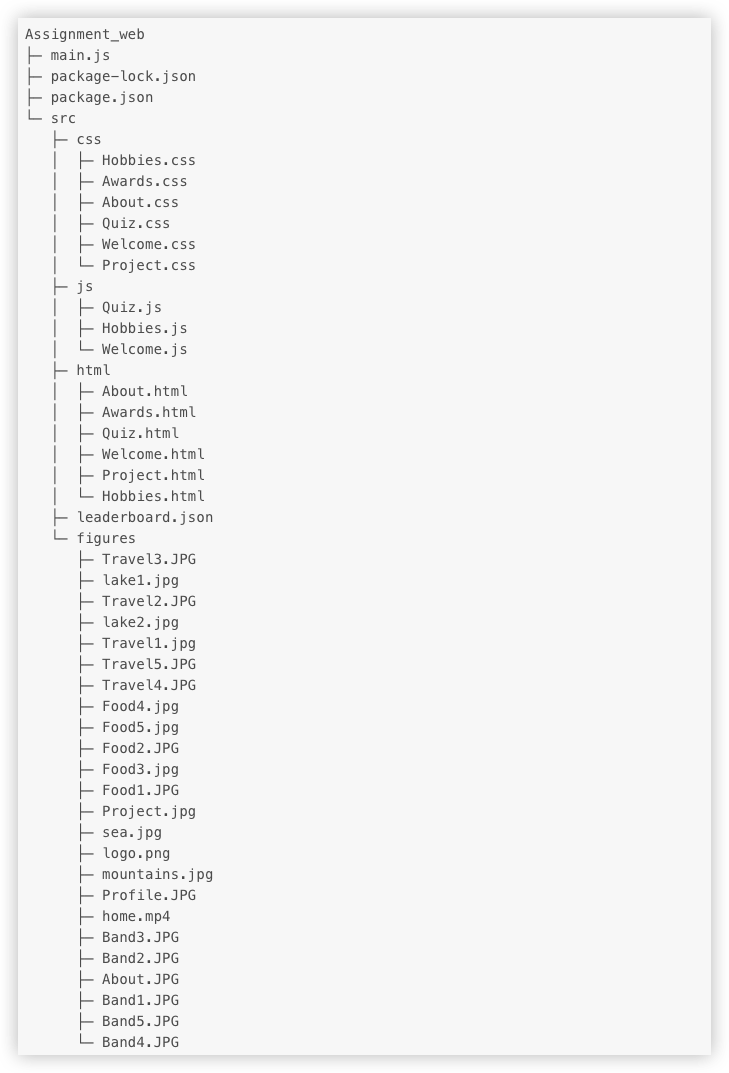 Assignment_web
├─ main.js
├─ package-lock.json
├─ package.json
└─ src
   ├─ css
   │  ├─ Hobbies.css
   │  ├─ Awards.css
   │  ├─ About.css
   │  ├─ Quiz.css
   │  ├─ Welcome.css
   │  └─ Project.css
   ├─ js
   │  ├─ Quiz.js
   │  ├─ Hobbies.js
   │  └─ Welcome.js
   ├─ html
   │  ├─ About.html
   │  ├─ Awards.html
   │  ├─ Quiz.html
   │  ├─ Welcome.html
   │  ├─ Project.html
   │  └─ Hobbies.html
   ├─ leaderboard.json
   └─ figures
      ├─ Travel3.JPG
      ├─ lake1.jpg
      ├─ Travel2.JPG
      ├─ lake2.jpg
      ├─ Travel1.jpg
      ├─ Travel5.JPG
      ├─ Travel4.JPG
      ├─ Food4.jpg
      ├─ Food5.jpg
      ├─ Food2.JPG
      ├─ Food3.jpg
      ├─ Food1.JPG
      ├─ Project.jpg
      ├─ sea.jpg
      ├─ logo.png
      ├─ mountains.jpg
      ├─ Profile.JPG
      ├─ home.mp4
      ├─ Band3.JPG
      ├─ Band2.JPG
      ├─ About.JPG
      ├─ Band1.JPG
      ├─ Band5.JPG
      └─ Band4.JPG